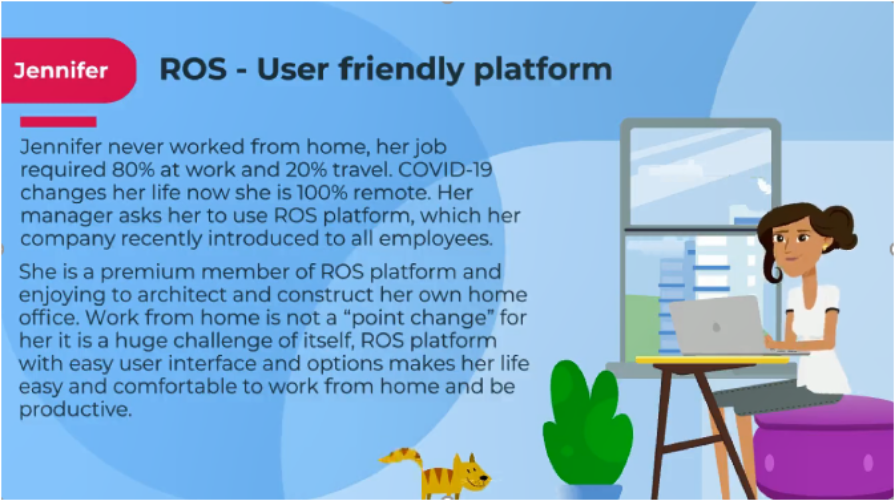 Jennifer
ROS - User friendly platform
Jennifer never worked from home, her job
required 80% at work and 20% travel. COVID-19
changes her life now she is 100% remote. Her
manager asks her to use ROS platform, which her
company recently introduced to all employees.
She is a premium member of ROS platform and
enjoying to architect and construct her own home
office. Work from home is not a “point change” for
her it is a huge challenge of itself, ROS platform
with easy user interface and options makes her life
easy and comfortable to work from home and be
productive.